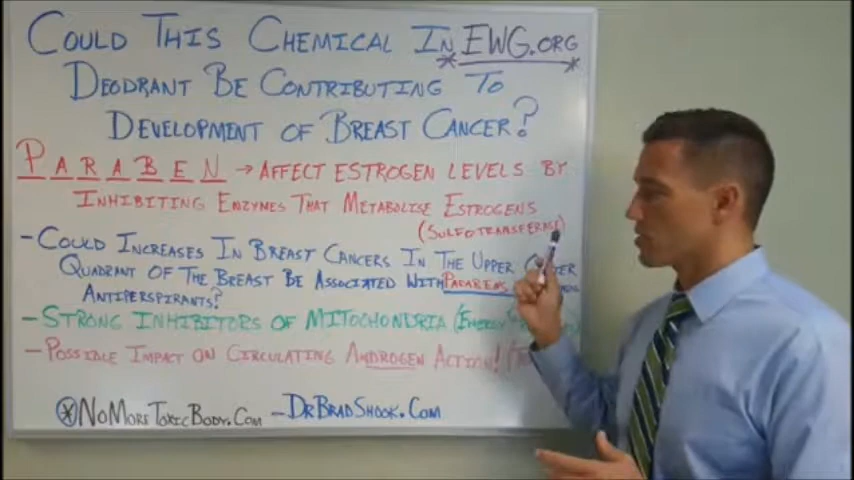 COULD THIS CHEMICAL IN EWG.ORG
DEODRANT BE CONTRIBUTING TO
DEVELOPMENT OF BREAST CANCER?
PARABEN → AFFECT ESTROGEN LEVELS BY
INHIBITING ENZYMES THAT METABOLISE ESTROGENS
(SULFOTRANSFERASE)
- COULD INCREASES IN BREAST CANCERS IN THE UPPER
QUADRANT OF THE BREAST BE ASSOCIATED WITH PARABENS
ANTIPERSPIRANTS?
- STRONG INHIBITORS OF MITOCHONDRIA
- POSSIBLE IMPACT ON CIRCULATING ANDROGEN ACTION!
* NOMORETOXICBODY.COM - DRBRADSHOOK.COM